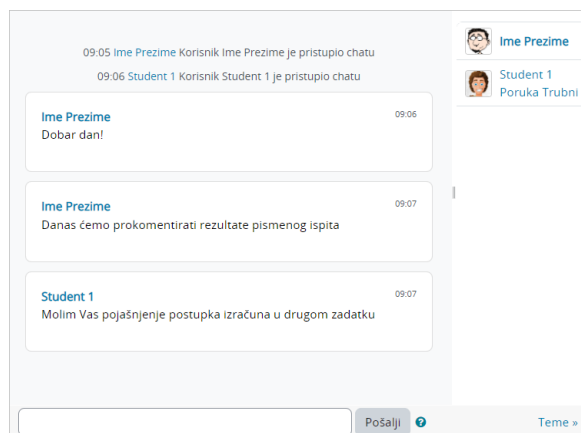 09:05 Ime Prezime Korisnik Ime Prezime je pristupio chatu
09:06 Student 1 Korisnik Student 1 je pristupio chatu
Ime Prezime 09:06
Dobar dan!
Ime Prezime 09:07
Danas ćemo prokomentirati rezultate pismenog ispita
Student 1 09:07
Molim Vas pojašnjenje postupka izračuna u drugom zadatku
Pošalji ?
Ime Prezime
Student 1
Poruka Trubni
Teme »